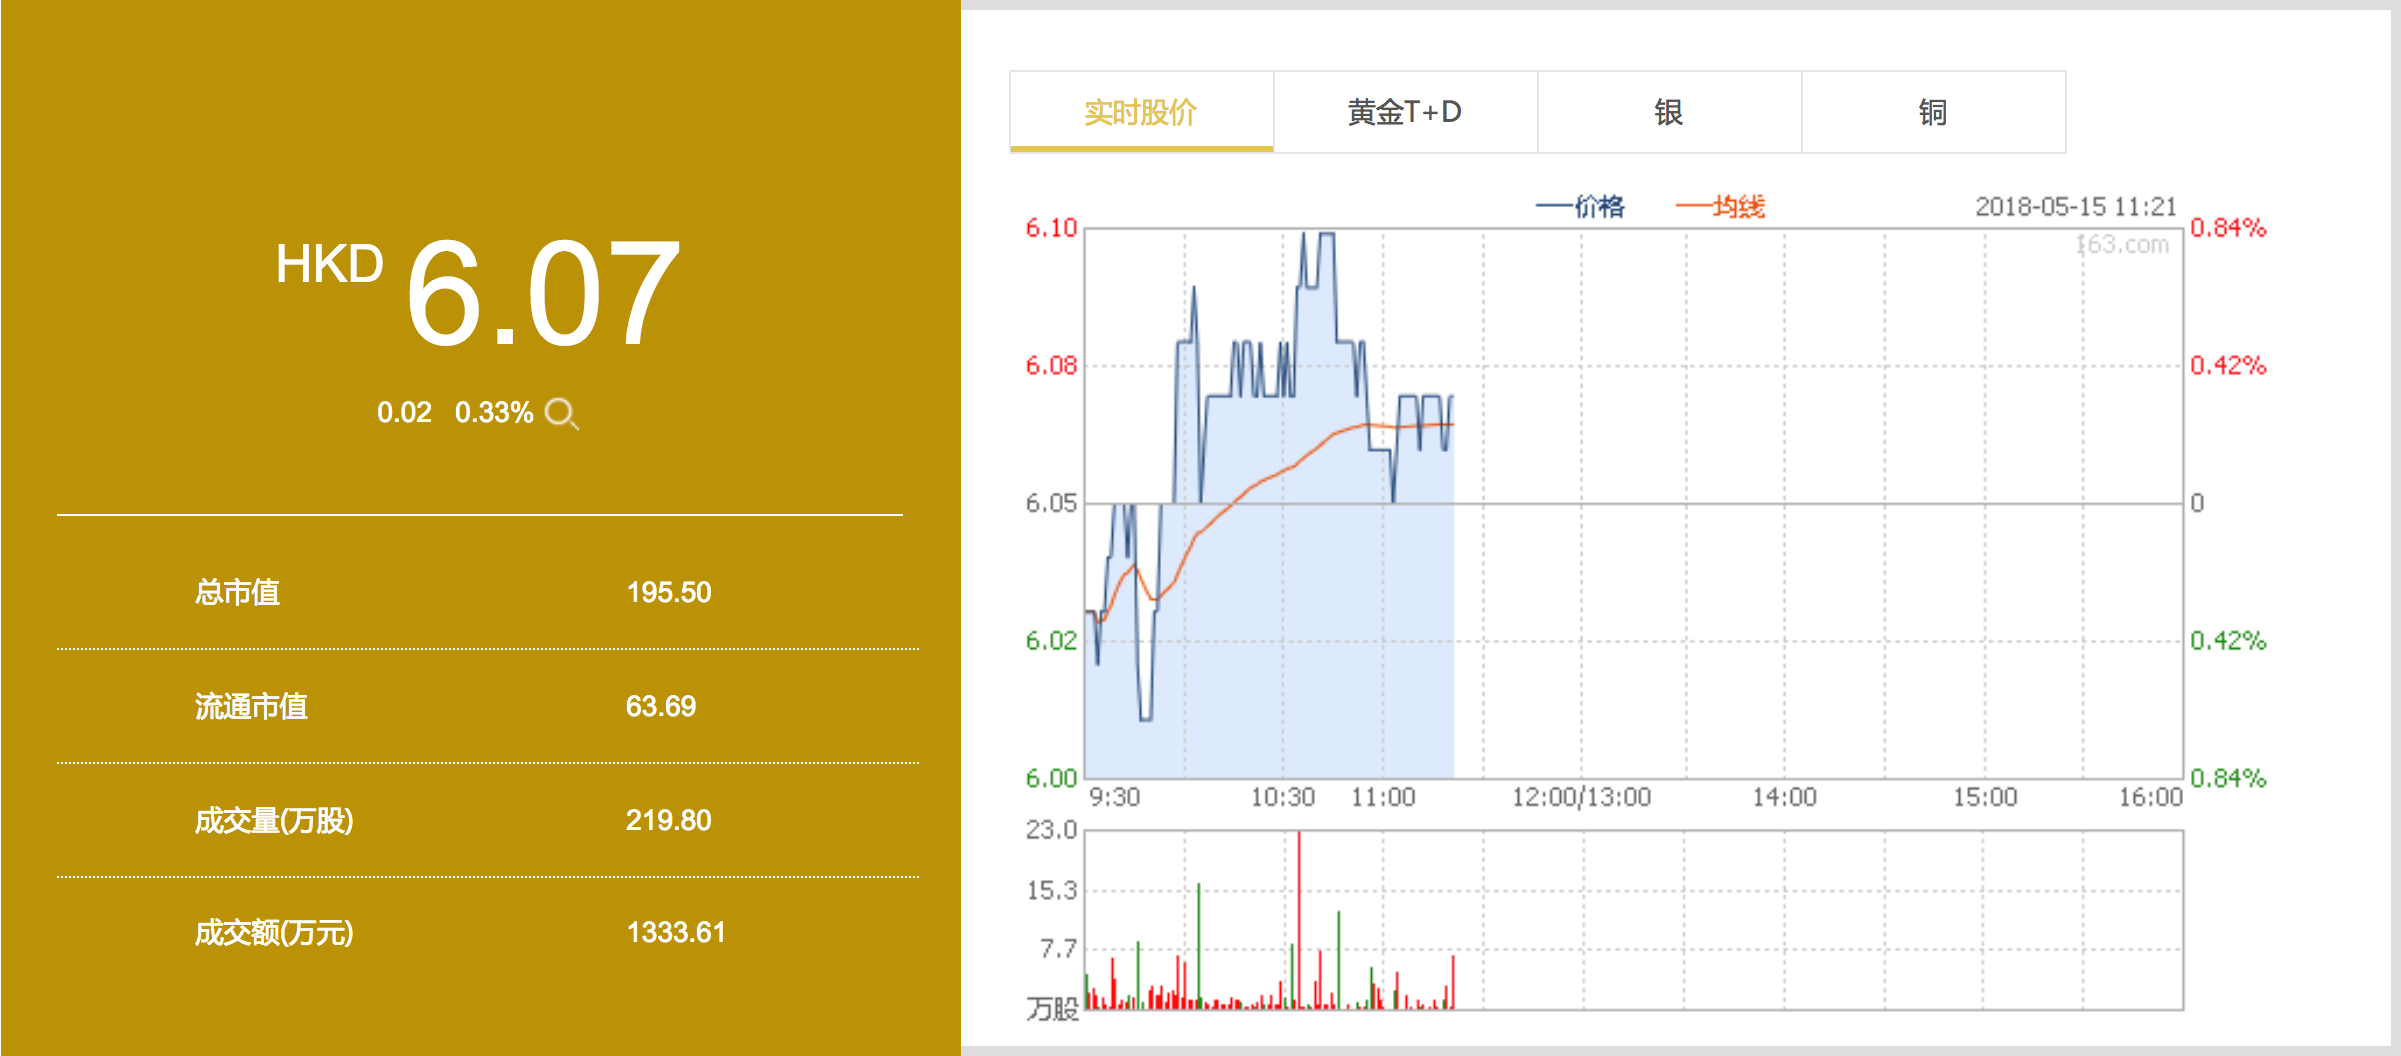 HKD 6.07
0.02 0.33%
总市值 195.50
流通市值 63.69
成交量(万股) 219.80
成交额(万元) 1333.61
实时股价 黄金T+D 银 铜
价格 均线 2018-05-15 11:21
6.10 0.84%
163.com
6.08 0.42%
6.05 0
6.02 0.42%
6.00 0.84%
9:30 10:30 11:00 12:00/13:00 14:00 15:00 16:00
23.0
15.3
7.7
万股